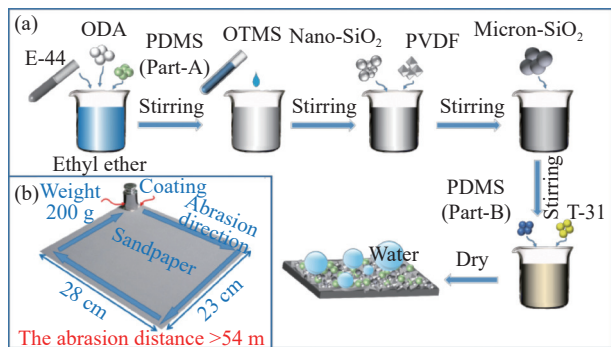 (a)
ODA
E-44
PDMS
(Part-A)
OTMS
Nano-SiO₂
PVDF
Micron-SiO₂
Stirring
Stirring
Stirring
Ethyl ether
Stirring
PDMS
(Part-B)
T-31
Dry
Water
(b)
Weight
200 g
Coating
Abrasion
direction
Sandpaper
28 cm
23 cm
The abrasion distance >54 m